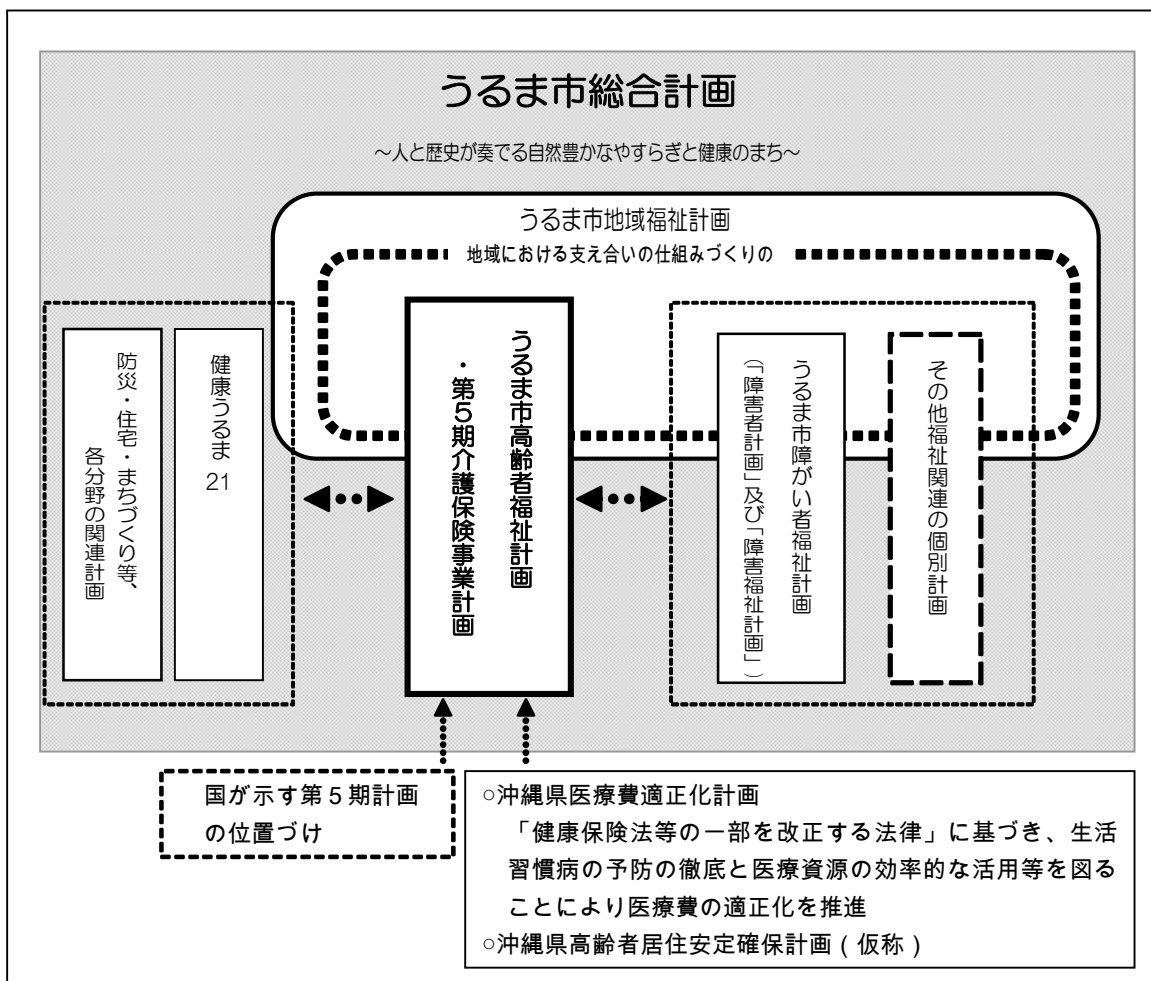 うるま市総合計画
～人と歴史が奏でる自然豊かなやすらぎと健康のまち～
うるま市地域福祉計画
地域における支え合いの仕組みづくりの
防災・住宅・まちづくり等、
各分野の関連計画
健康うるま
21
うるま市高齢者福祉計画
・第5期介護保険事業計画
うるま市障がい者福祉計画
（「障害者計画」及び「障害福祉計画」）
その他福祉関連の個別計画
国が示す第5期計画
の位置づけ
○沖縄県医療費適正化計画
「健康保険法等の一部を改正する法律」に基づき、生活
習慣病の予防の徹底と医療資源の効率的な活用等を図る
ことにより医療費の適正化を推進
○沖縄県高齢者居住安定確保計画（仮称）